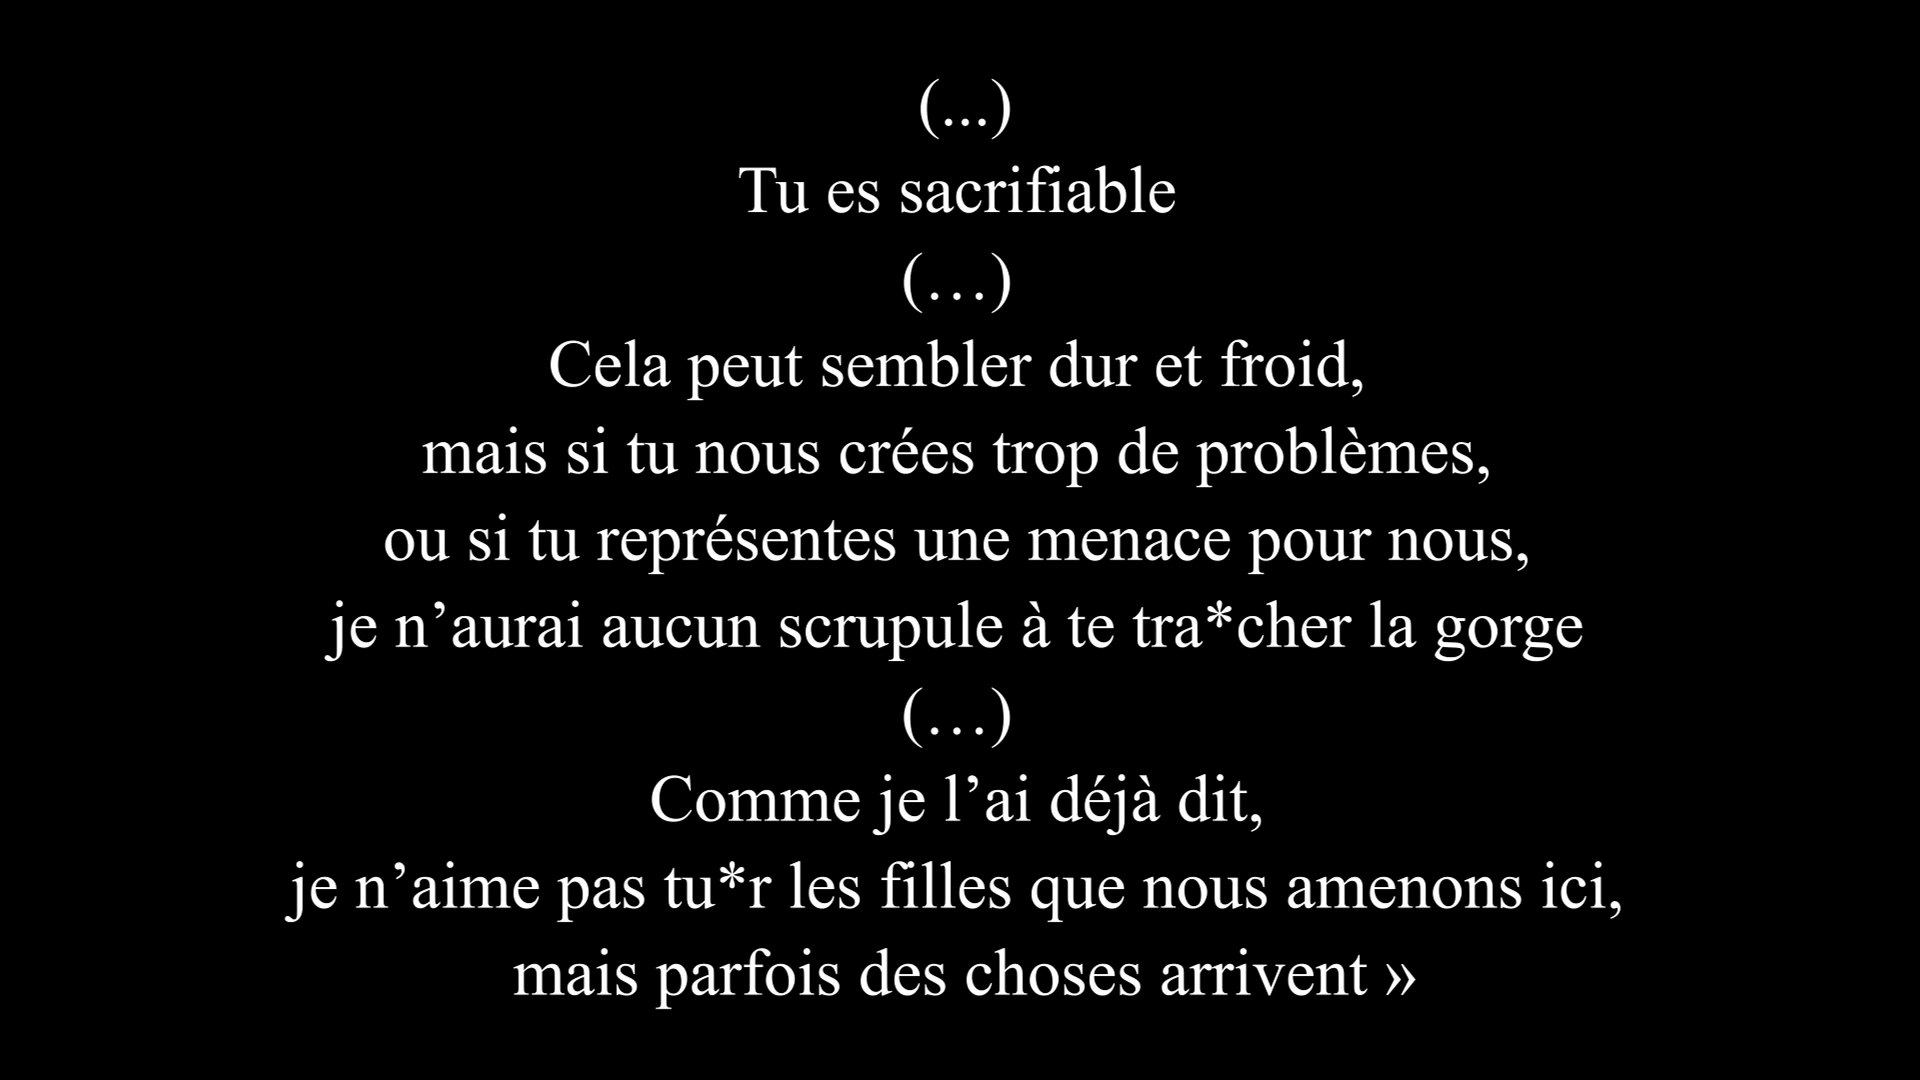 (...)
Tu es sacrifiable
(…)
Cela peut sembler dur et froid,
mais si tu nous crées trop de problèmes,
ou si tu représentes une menace pour nous,
je n’aurai aucun scrupule à te tra*cher la gorge
(…)
Comme je l’ai déjà dit,
je n’aime pas tu*r les filles que nous amenons ici,
mais parfois des choses arrivent »